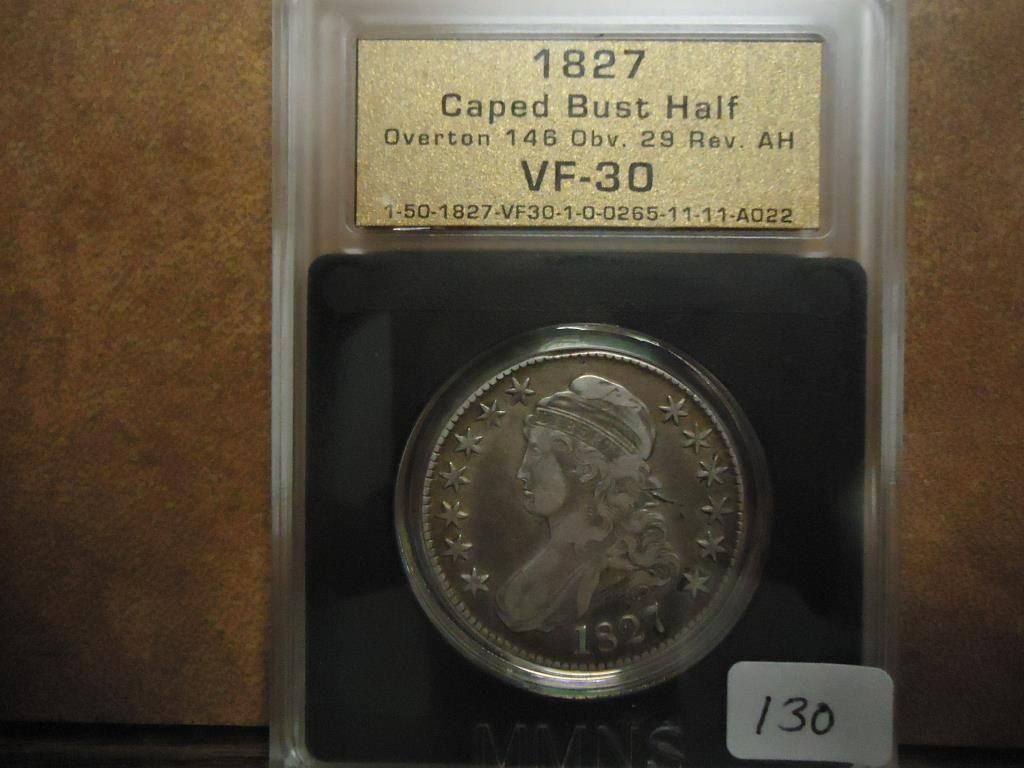 1827
Caped Bust Half
Overton 146 Obv. 29 Rev. AH
VF-30
1-50-1827-VF30-1-0-0265-11-11-A022
1827
MMNS
130